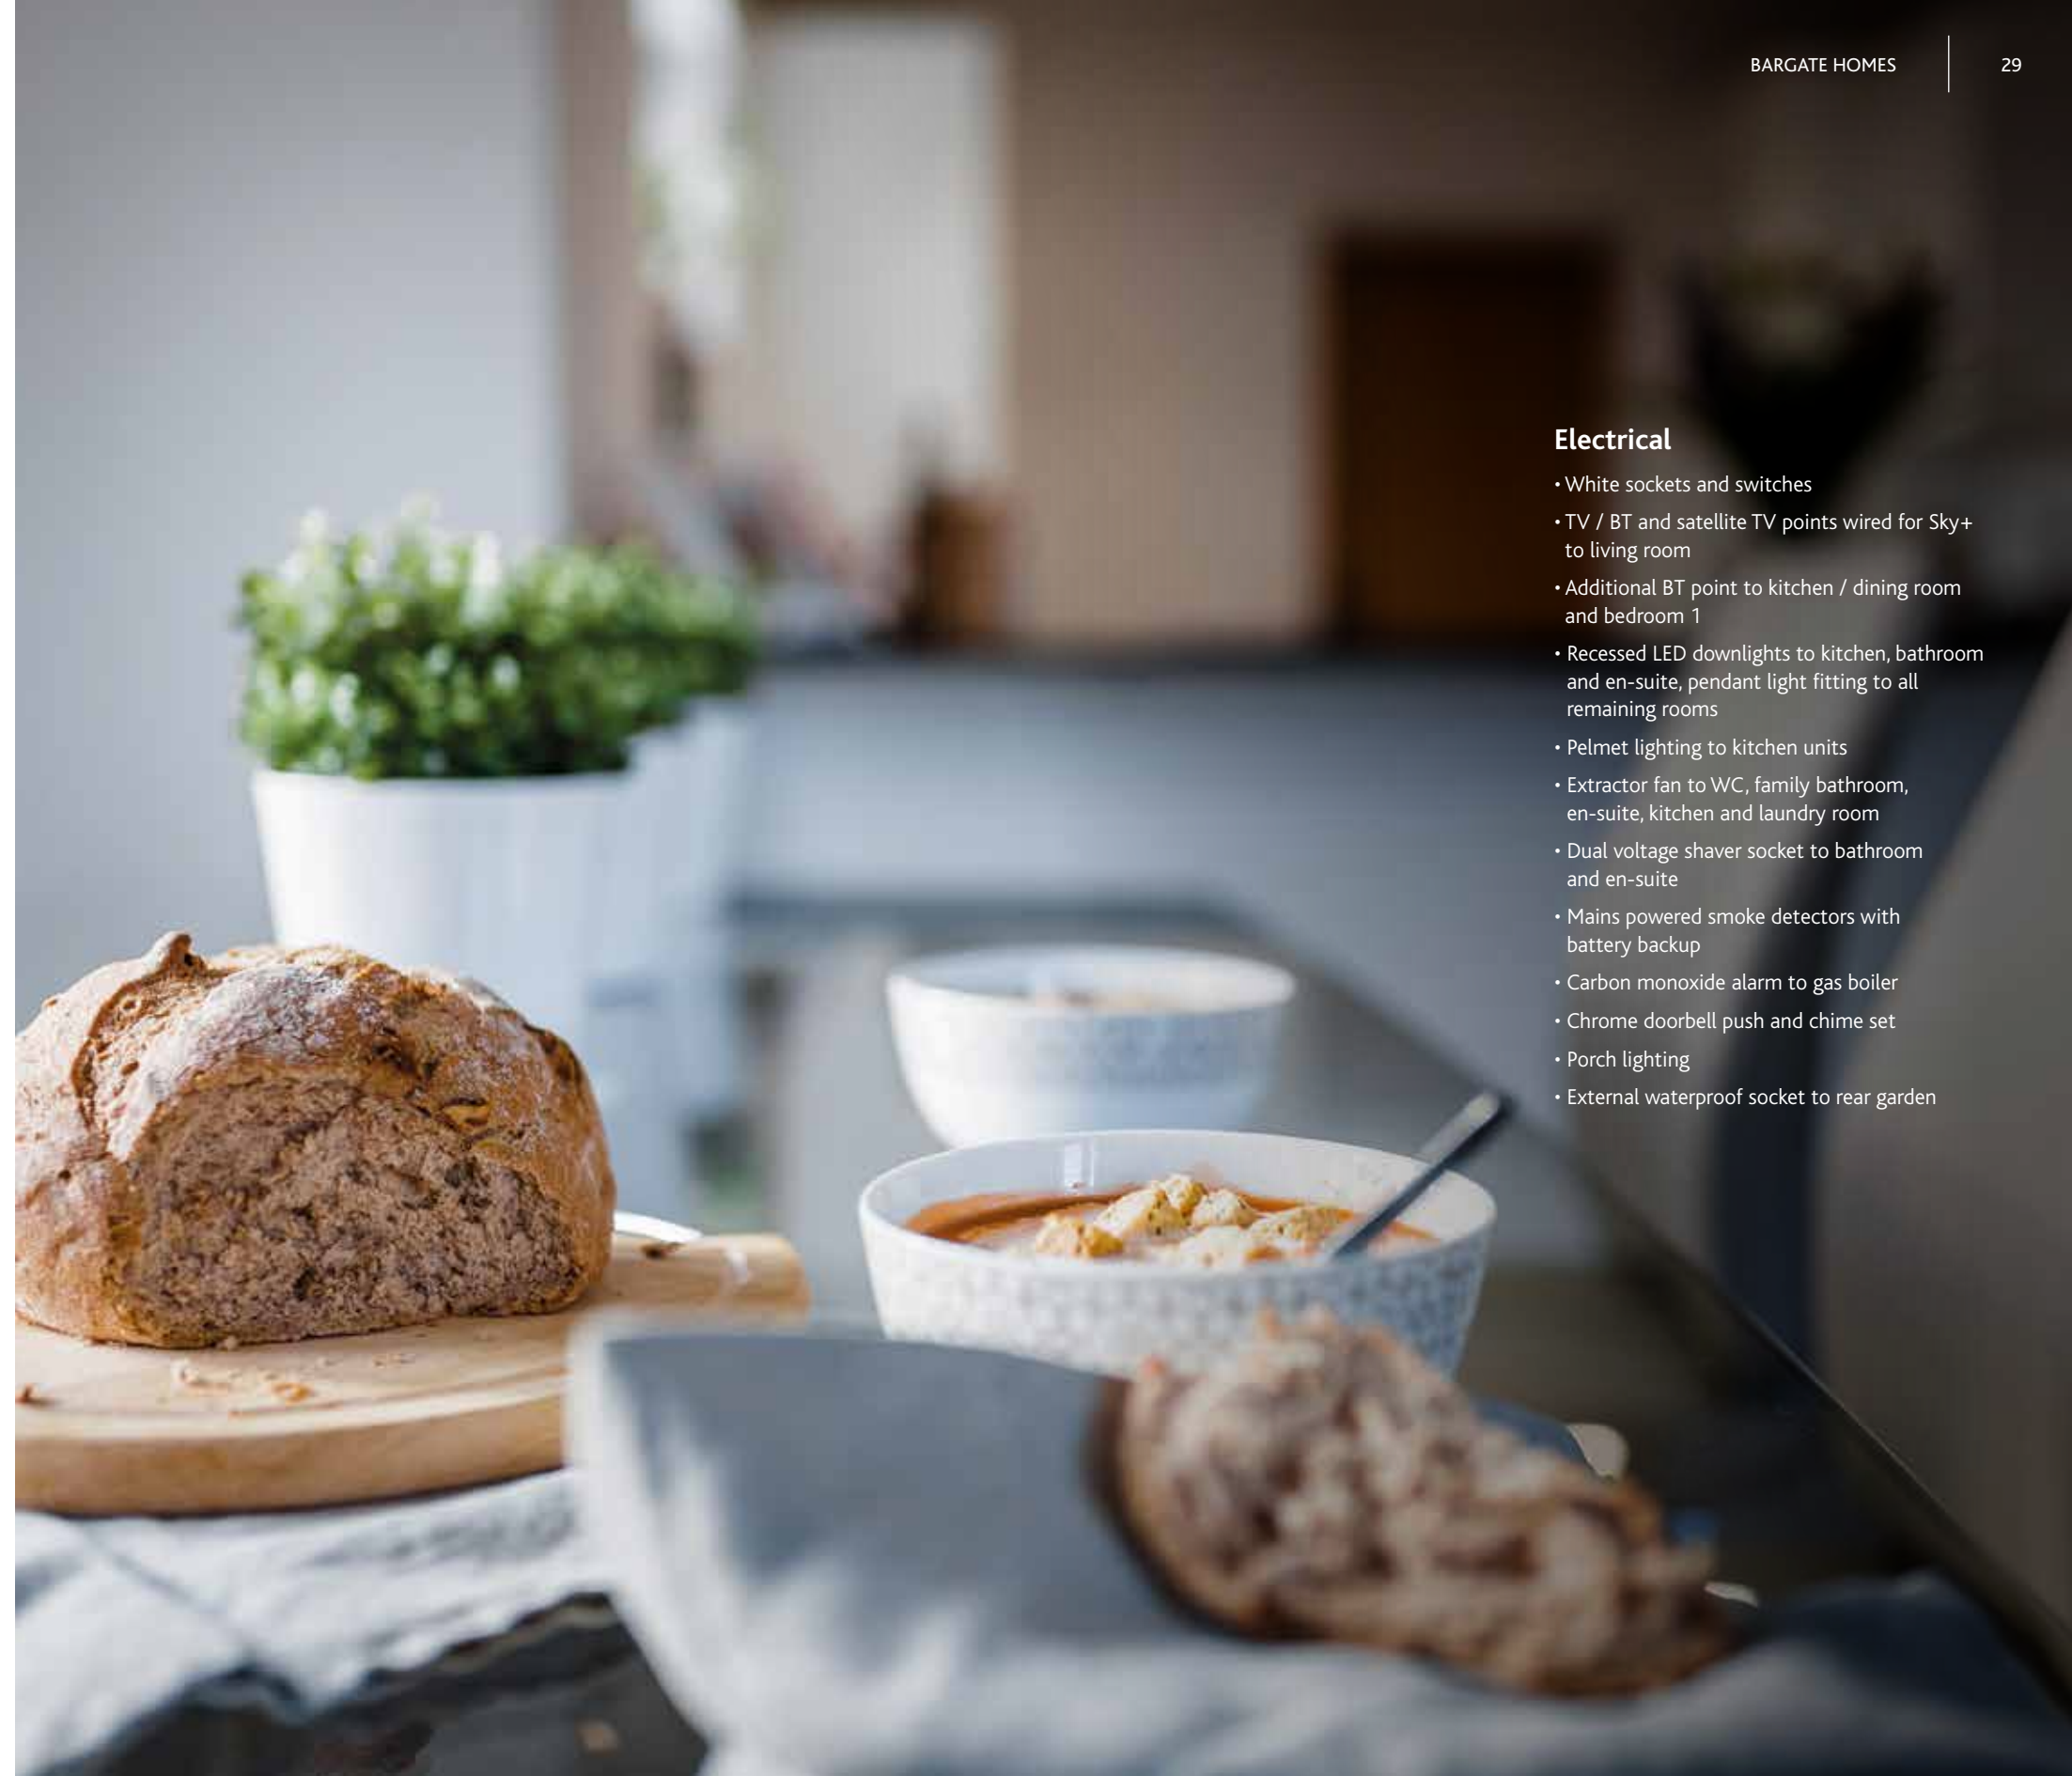 BARGATE HOMES 29
Electrical
• White sockets and switches
• TV / BT and satellite TV points wired for Sky+
to living room
• Additional BT point to kitchen / dining room
and bedroom 1
• Recessed LED downlights to kitchen, bathroom
and en-suite, pendant light fitting to all
remaining rooms
• Pelmet lighting to kitchen units
• Extractor fan to WC, family bathroom,
en-suite, kitchen and laundry room
• Dual voltage shaver socket to bathroom
and en-suite
• Mains powered smoke detectors with
battery backup
• Carbon monoxide alarm to gas boiler
• Chrome doorbell push and chime set
• Porch lighting
• External waterproof socket to rear garden